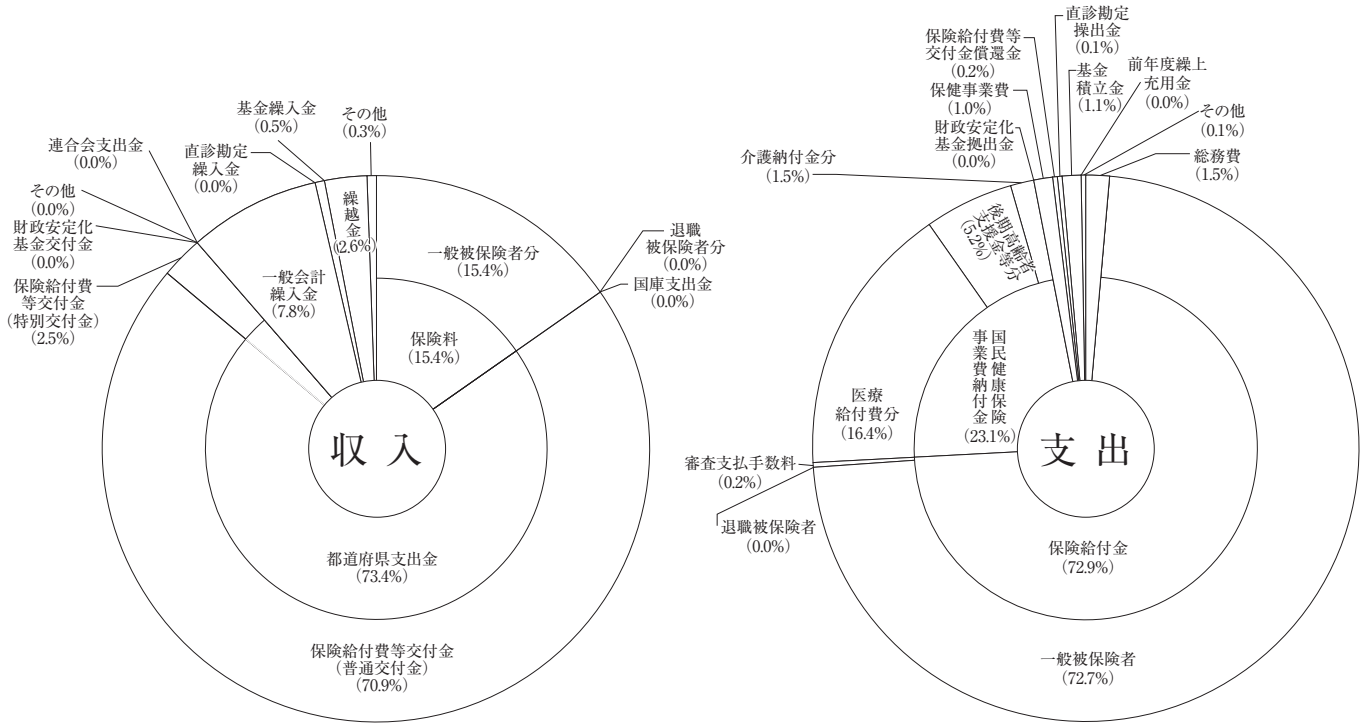 収入
保険料
（15.4%）
一般被保険者分
（15.4%）
退職
被保険者分
（0.0%）
国庫支出金
（0.0%）
都道府県支出金
（73.4%）
保険給付費等交付金
（普通交付金）
（70.9%）
保険給付費
等交付金
（特別交付金）
（2.5%）
財政安定化
基金交付金
（0.0%）
その他
（0.0%）
連合会支出金
（0.0%）
一般会計
繰入金
（7.8%）
直診勘定
繰入金
（0.0%）
基金繰入金
（0.5%）
繰越金
（2.6%）
その他
（0.3%）
支出
総務費
（1.5%）
保険給付金
（72.9%）
一般被保険者
（72.7%）
退職被保険者
（0.0%）
審査支払手数料
（0.2%）
国民健康保険
事業費納付金
（23.1%）
医療
給付費分
（16.4%）
後期高齢者
支援金等分
（5.2%）
介護納付金分
（1.5%）
財政安定化
基金拠出金
（0.0%）
保健事業費
（1.0%）
保険給付費等
交付金償還金
（0.2%）
直診勘定
操出金
（0.1%）
基金
積立金
（1.1%）
前年度繰上
充用金
（0.0%）
その他
（0.1%）